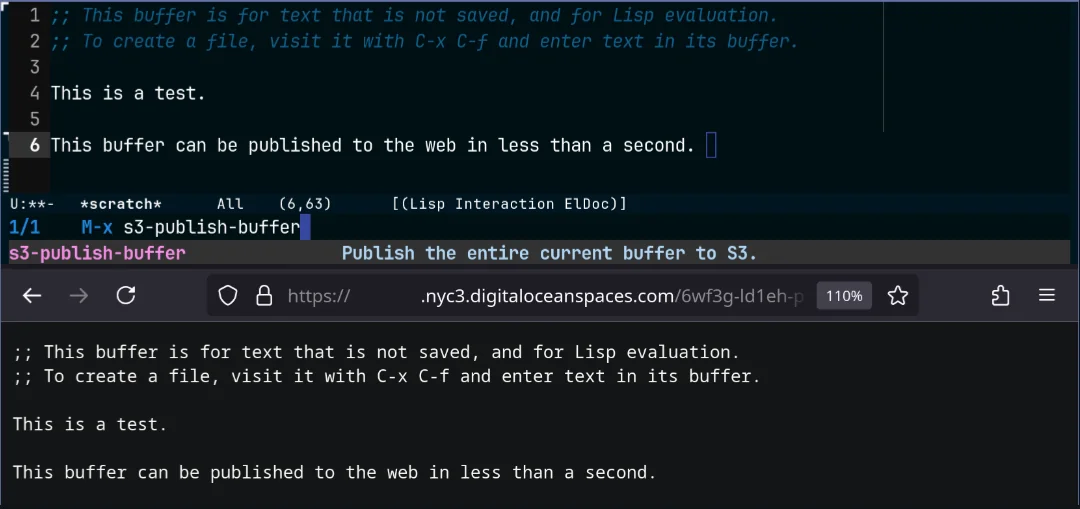 1 ;; This buffer is for text that is not saved, and for Lisp evaluation.
2 ;; To create a file, visit it with C-x C-f and enter text in its buffer.
3
4 This is a test.
5
6 This buffer can be published to the web in less than a second.
U:**- *scratch* All (6,63) [(Lisp Interaction ElDoc)]
1/1 M-x s3-publish-buffer
s3-publish-buffer Publish the entire current buffer to S3.
https:// .nyc3.digitaloceanspaces.com/6wf3g-ld1eh-p 110%
;; This buffer is for text that is not saved, and for Lisp evaluation.
;; To create a file, visit it with C-x C-f and enter text in its buffer.
This is a test.
This buffer can be published to the web in less than a second.